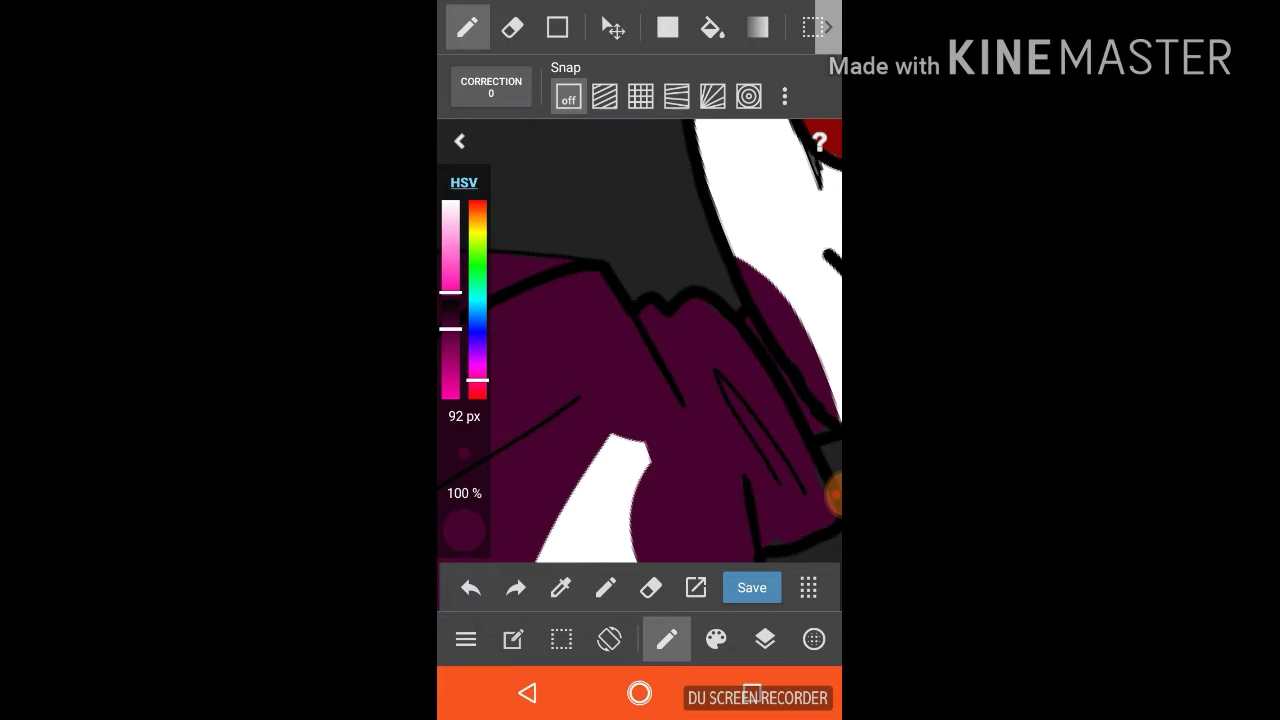 Made with KINEMASTER
CORRECTION
0
Snap
off
?
HSV
92 px
100 %
Save
DU SCREEN RECORDER